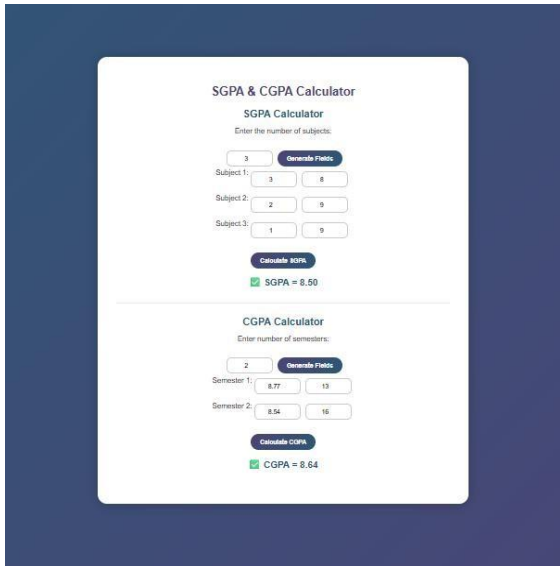 SGPA & CGPA Calculator
SGPA Calculator
Enter the number of subjects:
3 Generate Fields
Subject 1: 3 8
Subject 2: 2 9
Subject 3: 1 9
Calculate SGPA
✅ SGPA = 8.50
CGPA Calculator
Enter number of semesters:
2 Generate Fields
Semester 1: 8.77 13
Semester 2: 8.54 16
Calculate CGPA
✅ CGPA = 8.64